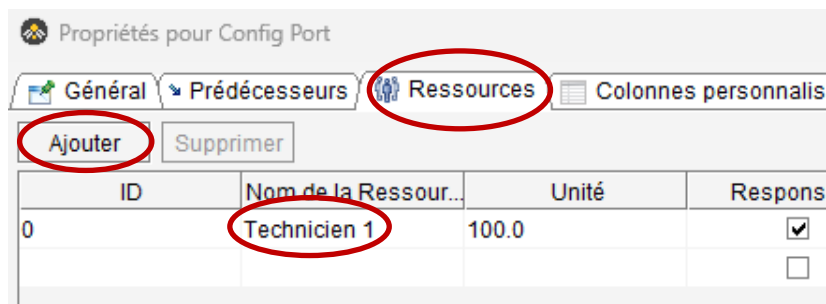 Propriétés pour Config Port
Général Prédécesseurs Ressources Colonnes personnalis
Ajouter Supprimer
ID Nom de la Ressour... Unité Respons
0 Technicien 1 100.0